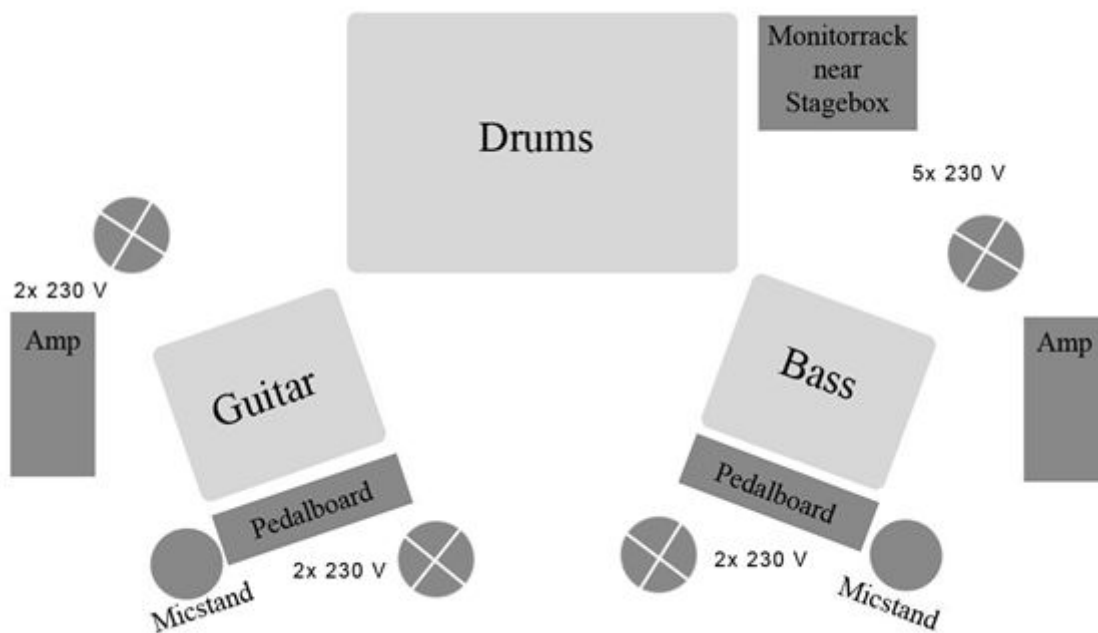 Monitorrack
near
Stagebox
Drums
5x 230 V
2x 230 V
Amp
Guitar
Bass
Amp
Pedalboard
Pedalboard
2x 230 V
2x 230 V
Micstand
Micstand